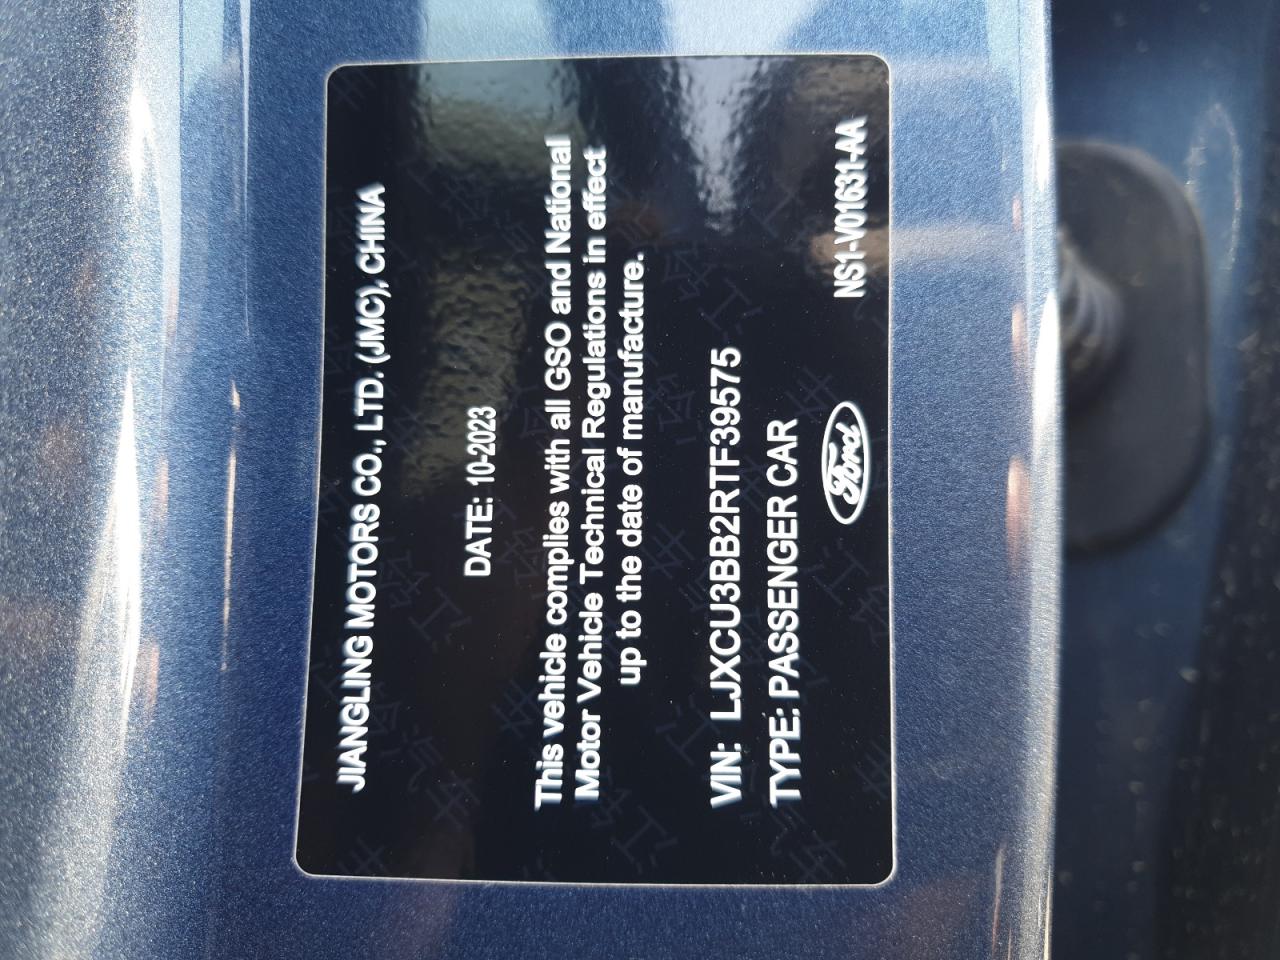 JIANGLING MOTORS CO., LTD. (JMC), CHINA
DATE: 10-2023
This vehicle complies with all GSO and National
Motor Vehicle Technical Regulations in effect
up to the date of manufacture.
VIN: LJXCU3BB2RTF39575
TYPE: PASSENGER CAR
Ford
NS1-V01631-AA